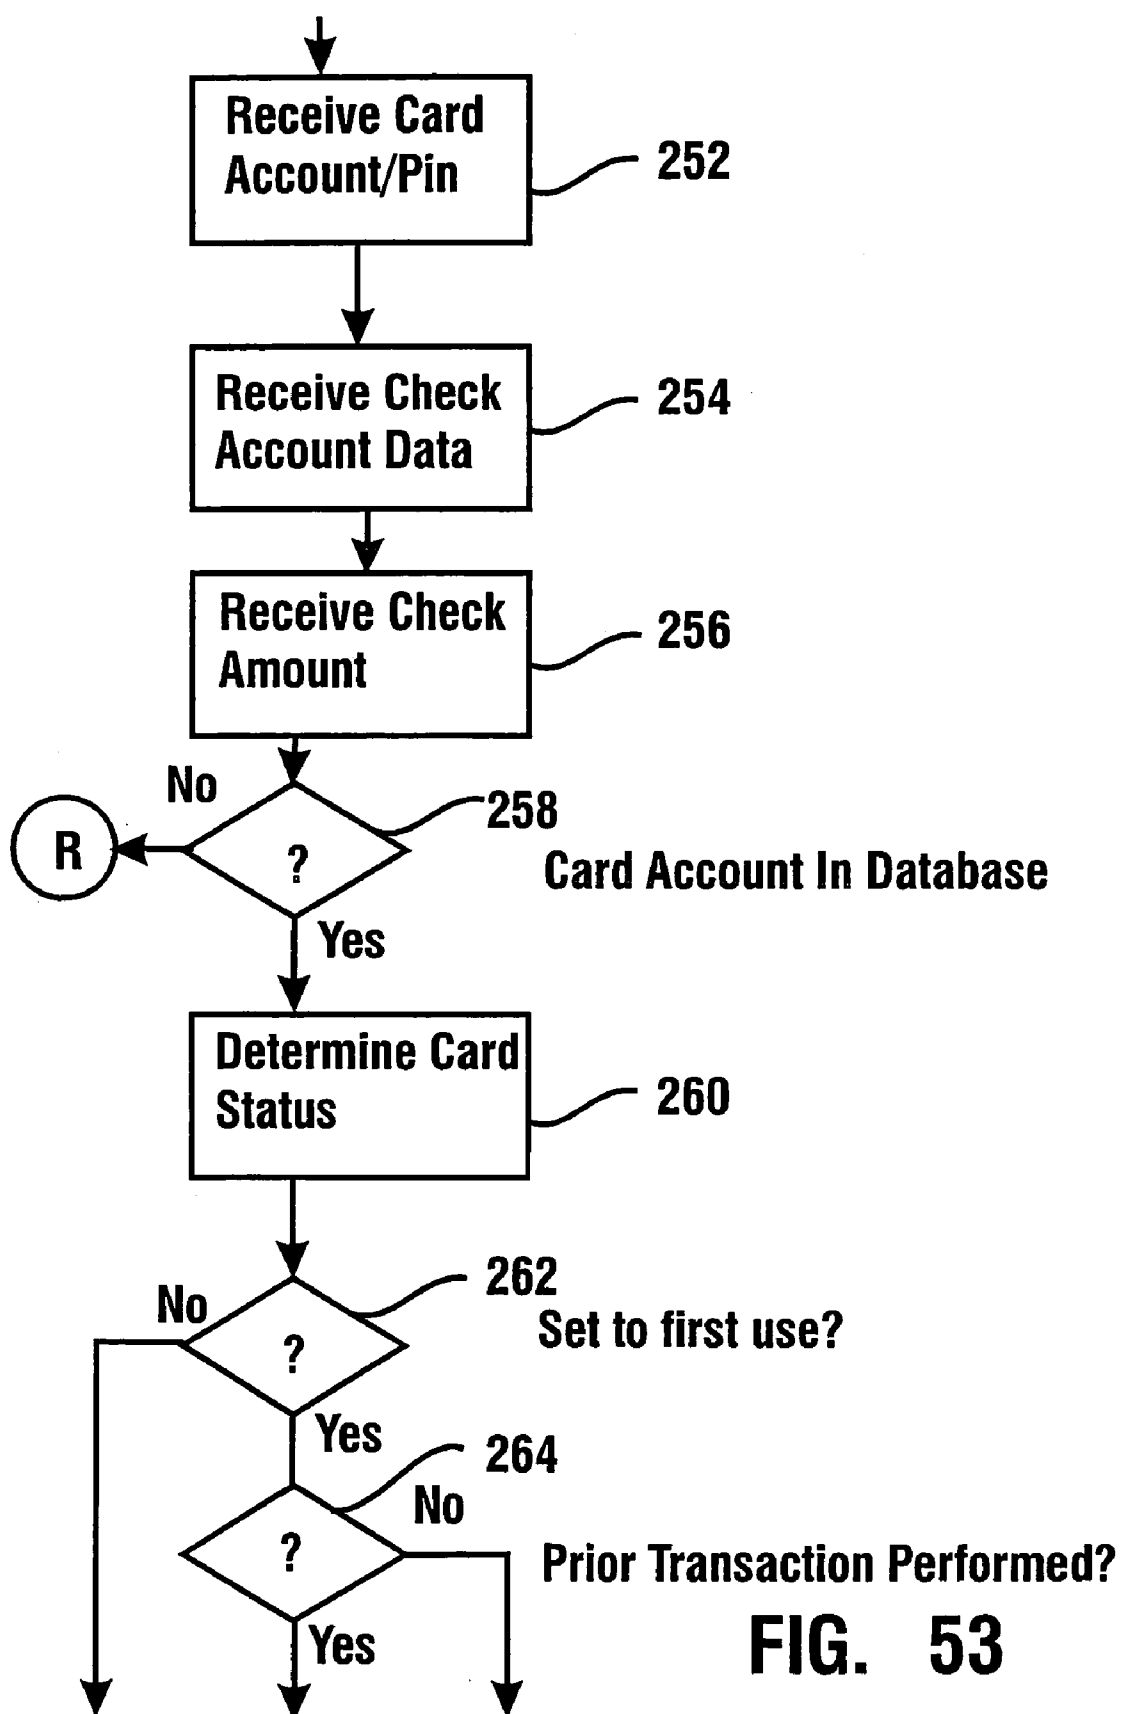 Receive Card
Account/Pin
252
Receive Check
Account Data
254
Receive Check
Amount
256
No
258
R
?
Card Account In Database
Yes
Determine Card
Status
260
262
No
Set to first use?
?
Yes
264
No
?
Prior Transaction Performed?
Yes
FIG. 53